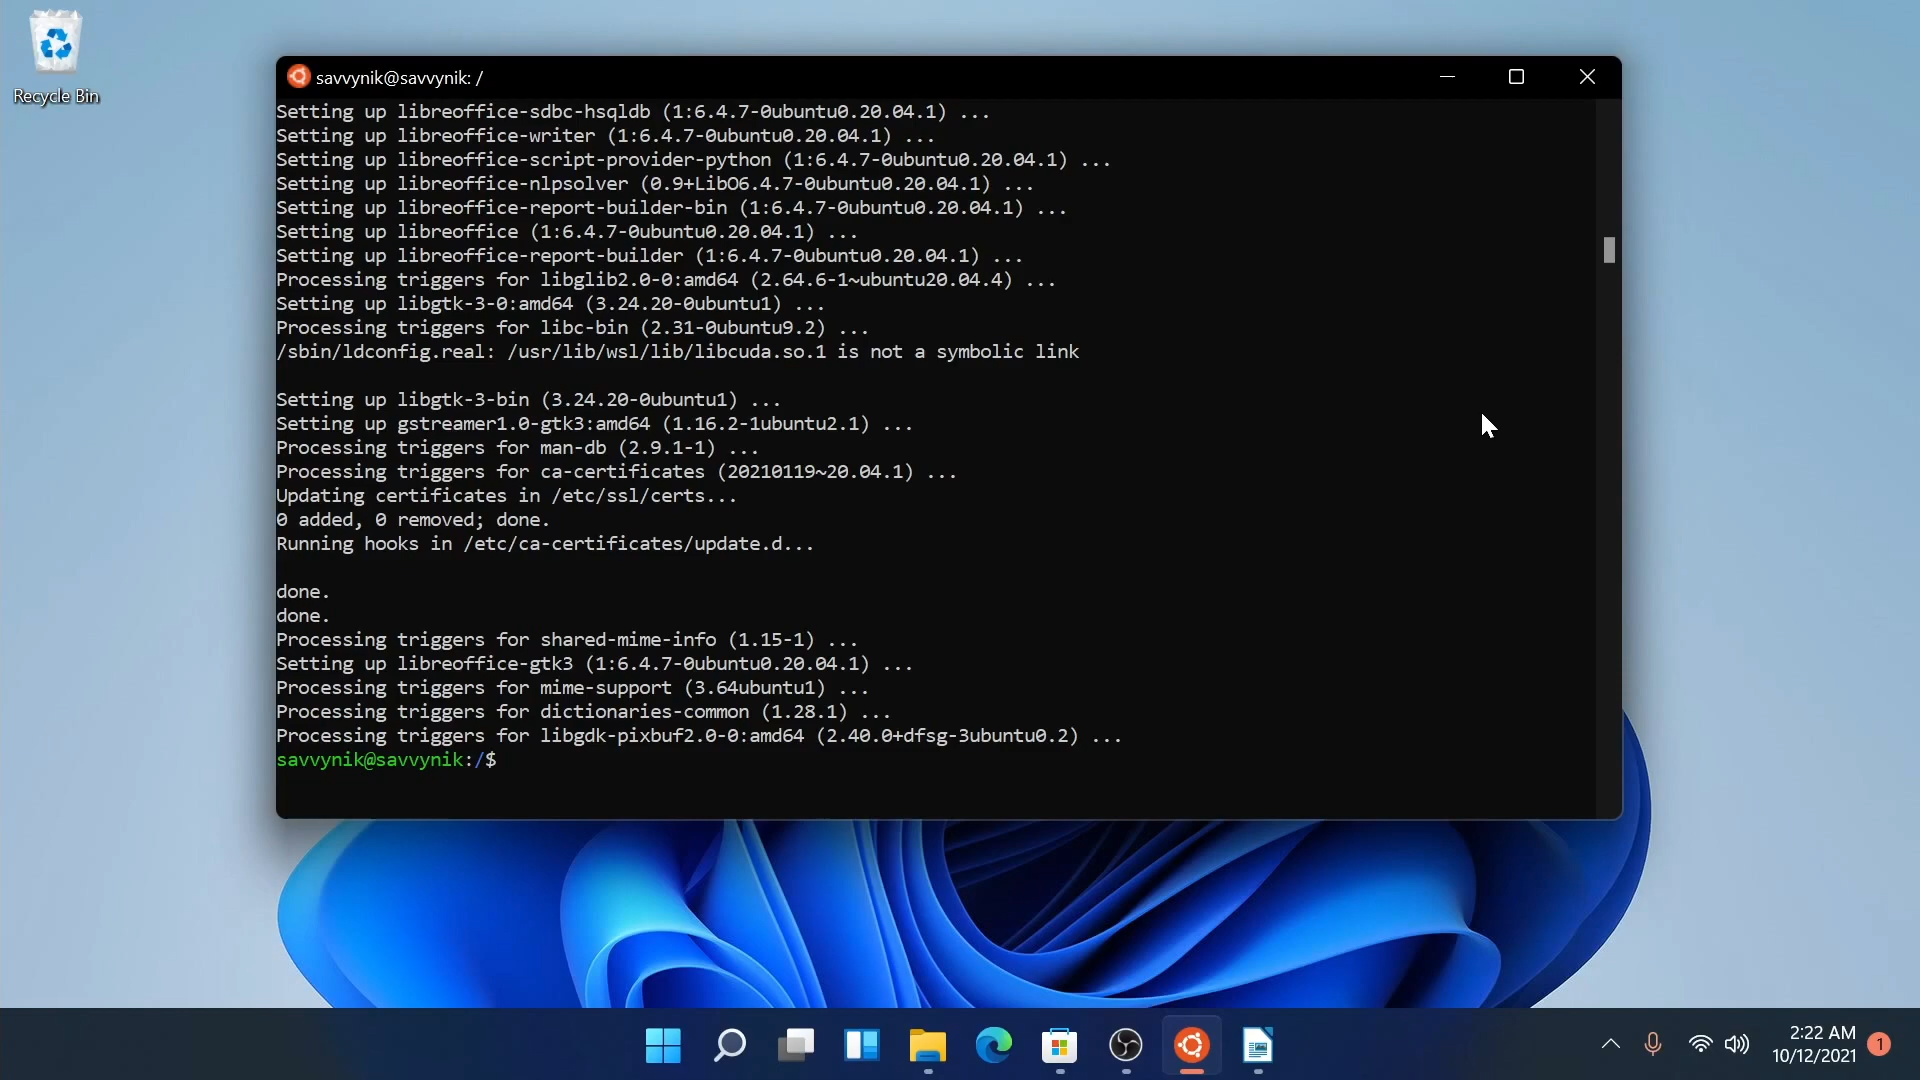 Recycle Bin
savvynik@savvynik: /
Setting up libreoffice-sdbc-hsqldb (1:6.4.7-0ubuntu0.20.04.1) ...
Setting up libreoffice-writer (1:6.4.7-0ubuntu0.20.04.1) ...
Setting up libreoffice-script-provider-python (1:6.4.7-0ubuntu0.20.04.1) ...
Setting up libreoffice-nlpsolver (0.9+LibO6.4.7-0ubuntu0.20.04.1) ...
Setting up libreoffice-report-builder-bin (1:6.4.7-0ubuntu0.20.04.1) ...
Setting up libreoffice (1:6.4.7-0ubuntu0.20.04.1) ...
Setting up libreoffice-report-builder (1:6.4.7-0ubuntu0.20.04.1) ...
Processing triggers for libglib2.0-0:amd64 (2.64.6-1~ubuntu20.04.4) ...
Setting up libgtk-3-0:amd64 (3.24.20-0ubuntu1) ...
Processing triggers for libc-bin (2.31-0ubuntu9.2) ...
/sbin/ldconfig.real: /usr/lib/wsl/lib/libcuda.so.1 is not a symbolic link
Setting up libgtk-3-bin (3.24.20-0ubuntu1) ...
Setting up gstreamer1.0-gtk3:amd64 (1.16.2-1ubuntu2.1) ...
Processing triggers for man-db (2.9.1-1) ...
Processing triggers for ca-certificates (20210119~20.04.1) ...
Updating certificates in /etc/ssl/certs...
0 added, 0 removed; done.
Running hooks in /etc/ca-certificates/update.d...
done.
done.
Processing triggers for shared-mime-info (1.15-1) ...
Setting up libreoffice-gtk3 (1:6.4.7-0ubuntu0.20.04.1) ...
Processing triggers for mime-support (3.64ubuntu1) ...
Processing triggers for dictionaries-common (1.28.1) ...
Processing triggers for libgdk-pixbuf2.0-0:amd64 (2.40.0+dfsg-3ubuntu0.2) ...
savvynik@savvynik:/$
2:22 AM
10/12/2021
1